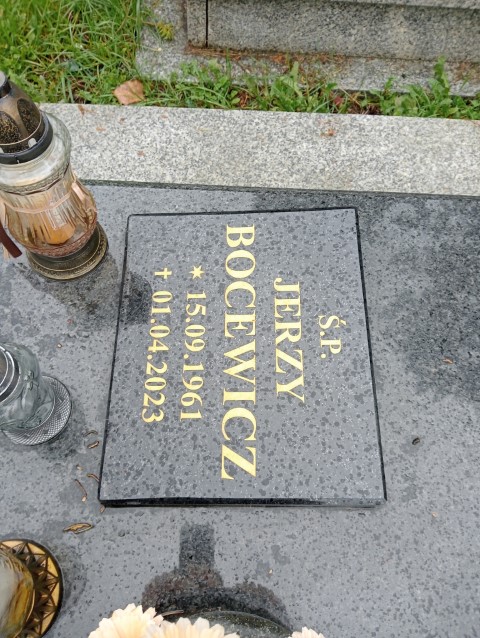 Ś.P.
JERZY
BOCEWICZ
✶ 15.09.1961
✝ 01.04.2023